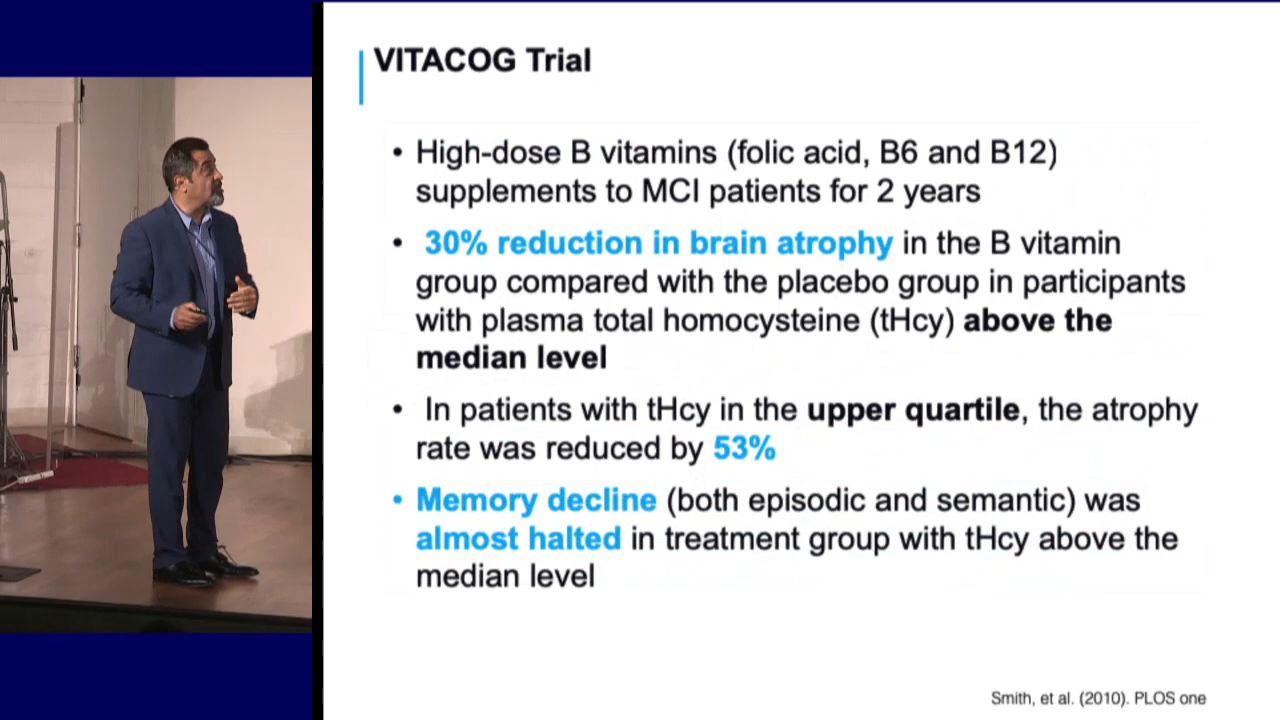 VITACOG Trial
• High-dose B vitamins (folic acid, B6 and B12)
supplements to MCI patients for 2 years
• 30% reduction in brain atrophy in the B vitamin
group compared with the placebo group in participants
with plasma total homocysteine (tHcy) above the
median level
• In patients with tHcy in the upper quartile, the atrophy
rate was reduced by 53%
• Memory decline (both episodic and semantic) was
almost halted in treatment group with tHcy above the
median level
Smith, et al. (2010). PLOS one